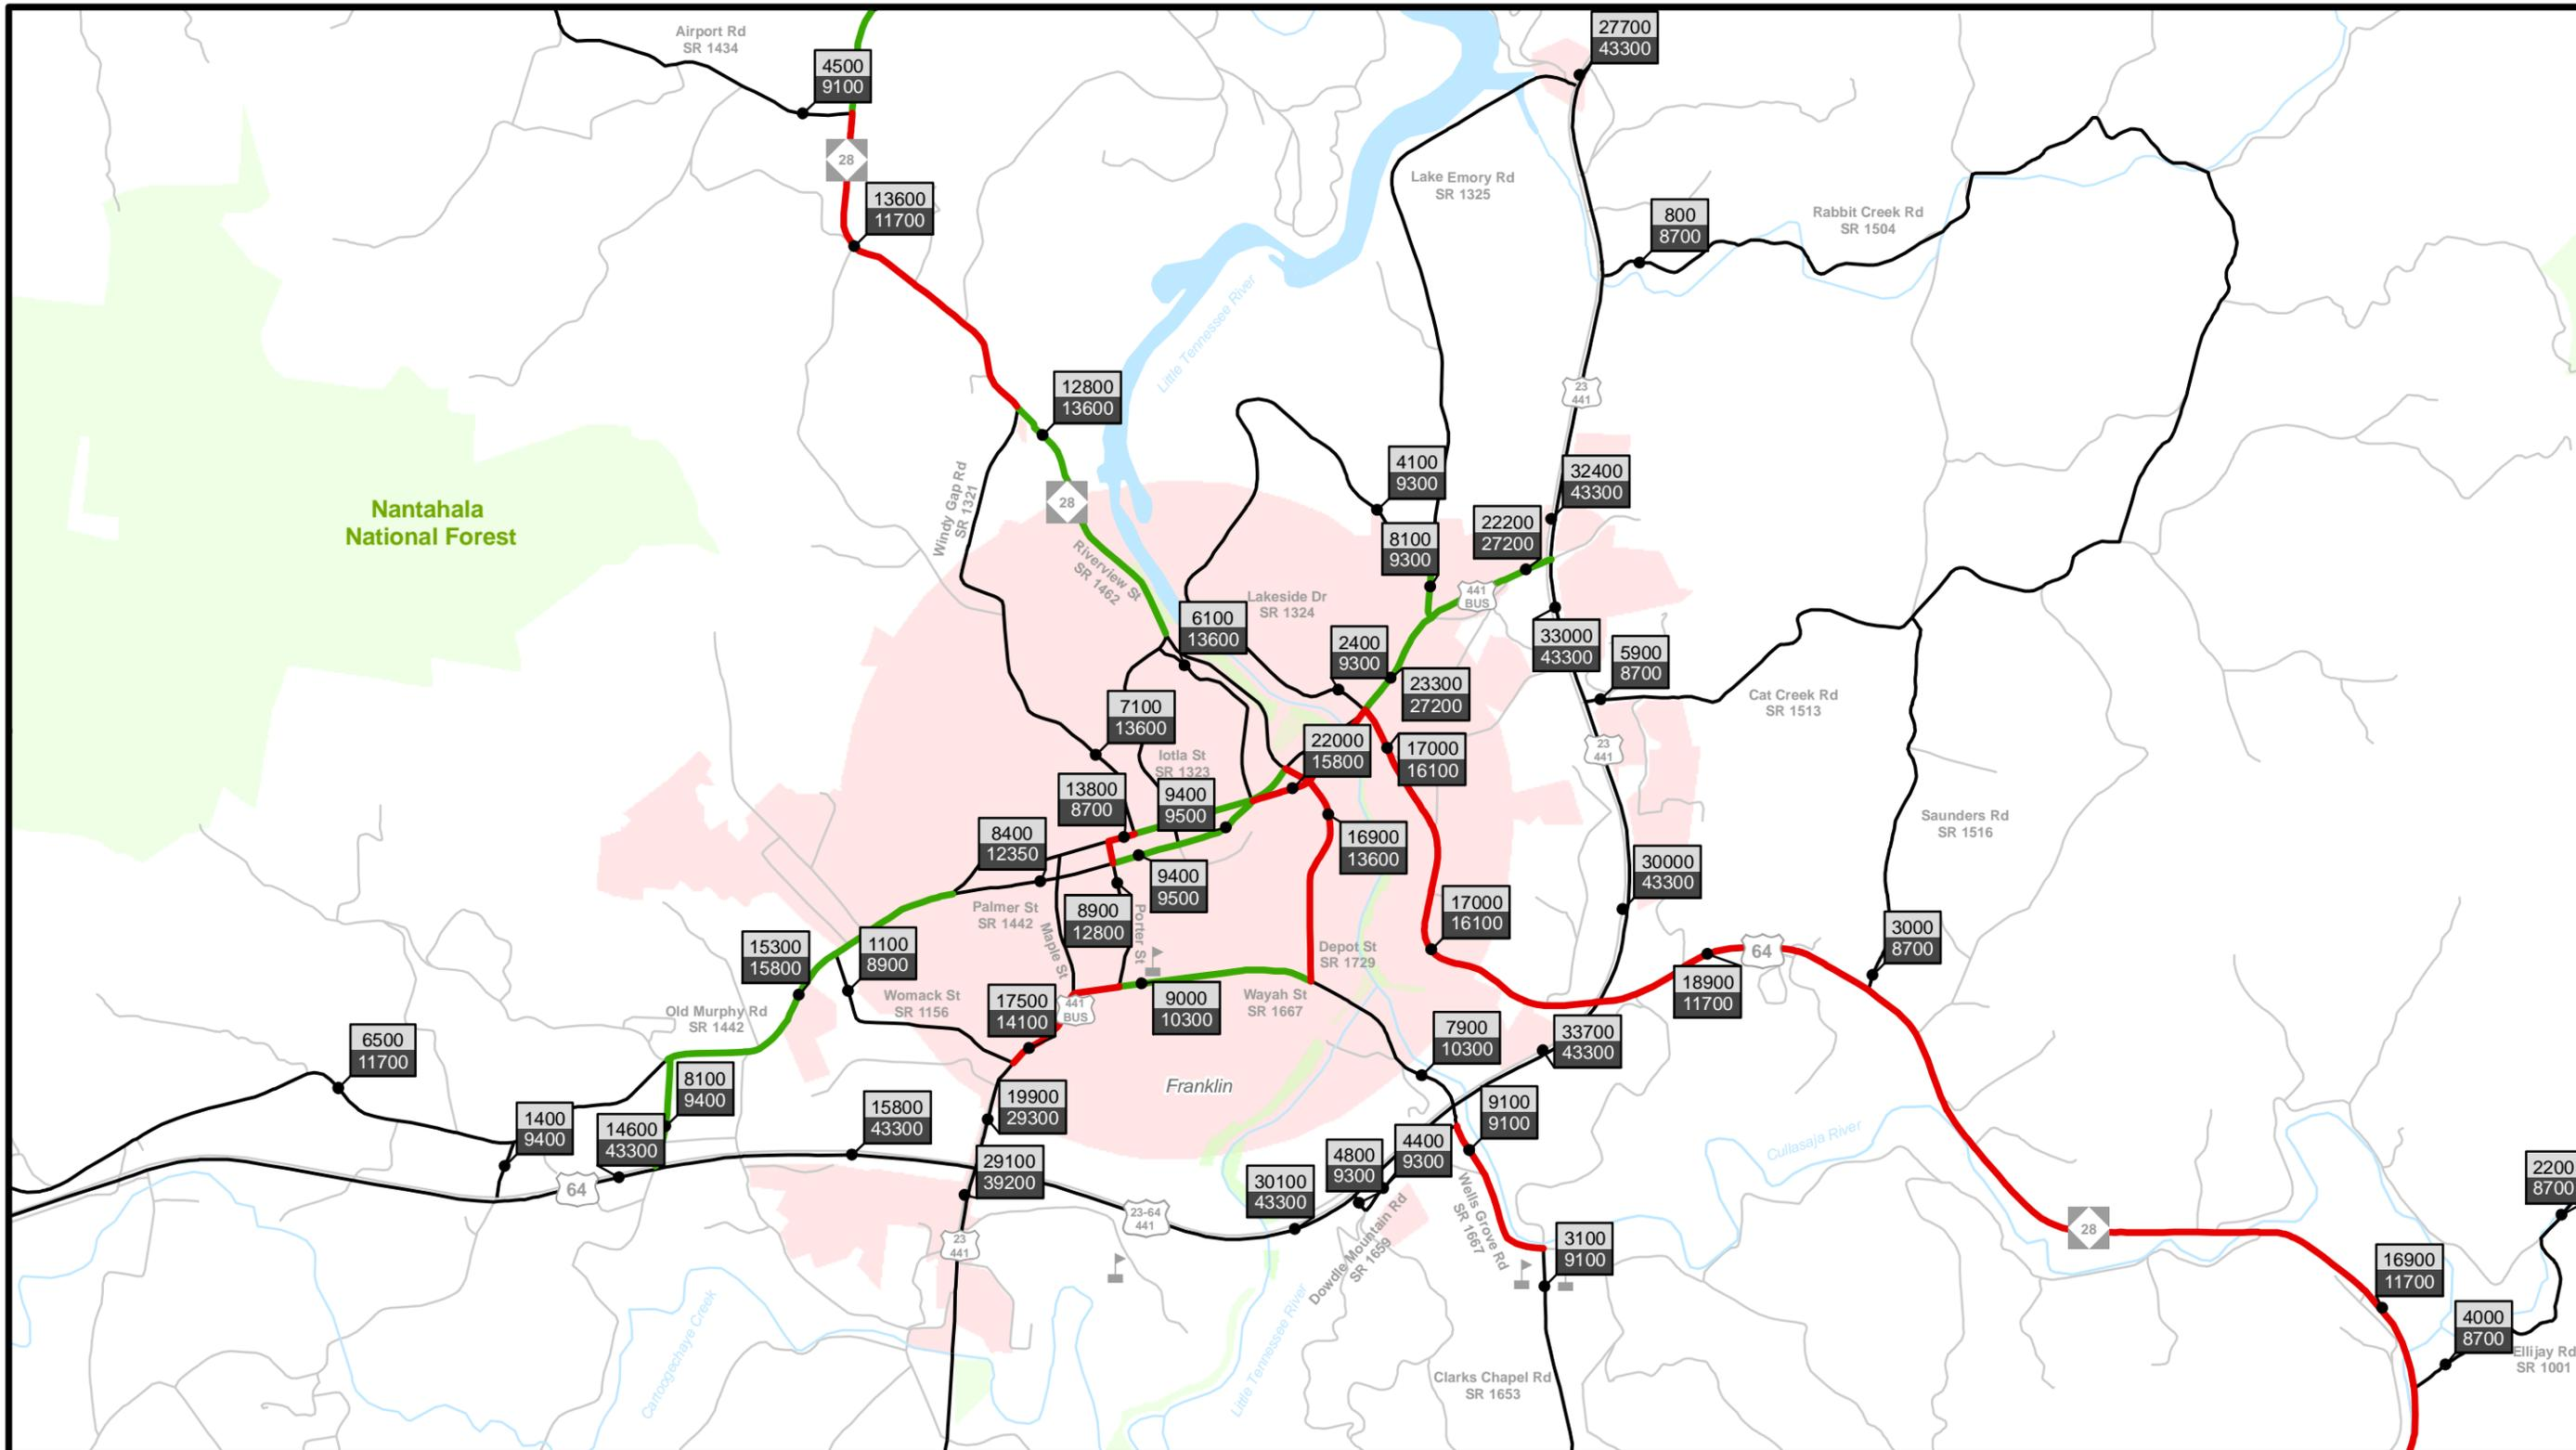 27700
43300
Airport Rd
SR 1434
4500
9100
28
13600
11700
Lake Emory Rd
SR 1325
800
8700
Rabbit Creek Rd
SR 1504
Little Tennessee River
12800
13600
23
441
4100
9300
32400
43300
Nantahala
National Forest
28
Windy Gap Rd
SR 1321
22200
27200
8100
9300
Riverview St
SR 1462
441
BUS
Lakeside Dr
SR 1324
6100
13600
2400
9300
33000
43300
5900
8700
23300
27200
Cat Creek Rd
SR 1513
7100
13600
22000
15800
17000
16100
23
441
Iotla St
SR 1323
13800
8700
9400
9500
8400
12350
16900
13600
Saunders Rd
SR 1516
30000
43300
9400
9500
Palmer St
SR 1442
8900
12800
Maple St
Porter St
17000
16100
15300
15800
1100
8900
Depot St
SR 1729
3000
8700
64
18900
11700
Womack St
SR 1156
17500
14100
441
BUS
9000
10300
Wayah St
SR 1667
Old Murphy Rd
SR 1442
6500
11700
7900
10300
33700
43300
8100
9400
Franklin
19900
29300
15800
43300
9100
9100
1400
9400
14600
43300
4400
9300
4800
9300
Cullasaja River
29100
39200
30100
43300
2200
8700
64
23-64
441
23
441
Wells Grove Rd
SR 1667
Dowdle Mountain Rd
SR 1659
28
3100
9100
16900
11700
4000
8700
Cartoogechaye Creek
Little Tennessee River
Ellijay Rd
SR 1001
Clarks Chapel Rd
SR 1653